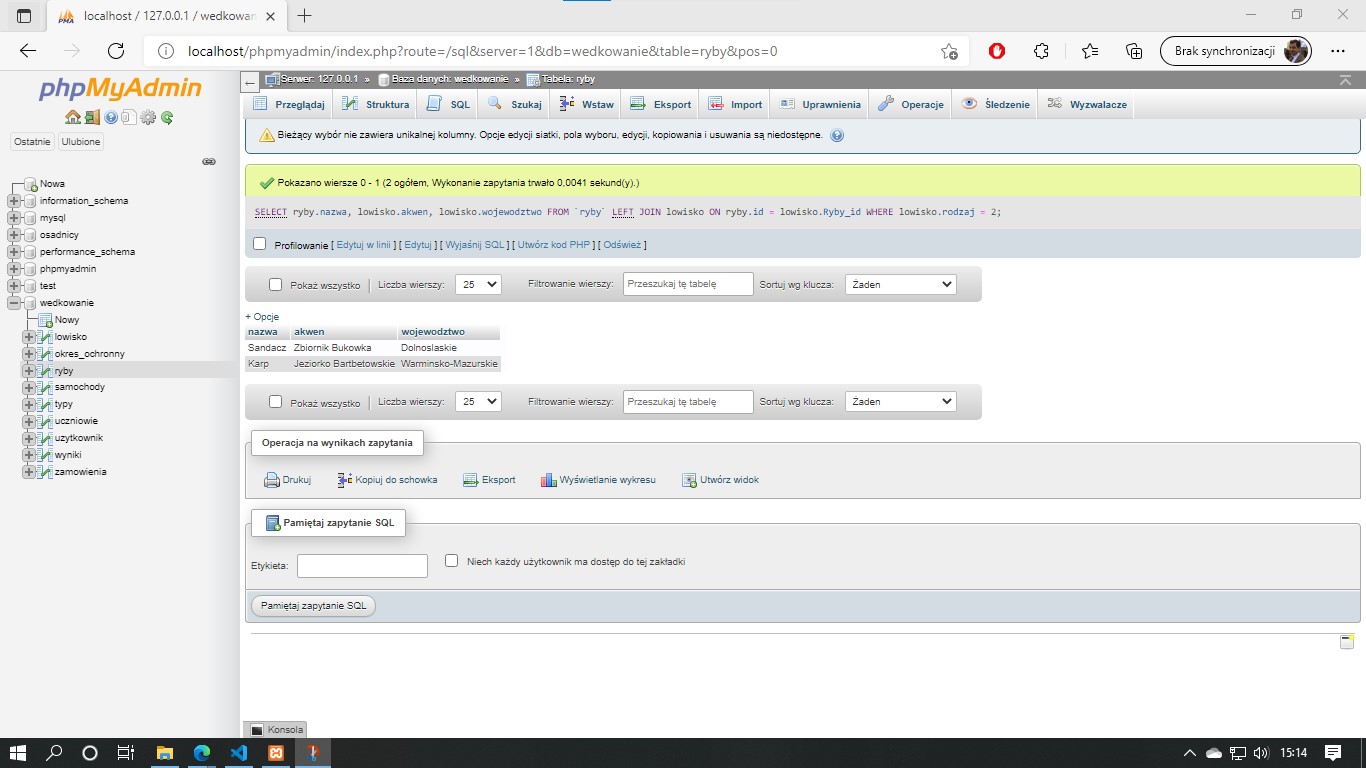 localhost / 127.0.0.1 / wedkowan
localhost/phpmyadmin/index.php?route=/sql&server=1&db=wedkowanie&table=ryby&pos=0
Brak synchronizacji
phpMyAdmin
Ostatnie Ulubione
Nowa
information_schema
mysql
osadnicy
performance_schema
phpmyadmin
test
wedkowanie
Nowy
lowisko
okres_ochronny
ryby
samochody
typy
uczniowie
uzytkownik
wyniki
zamowienia
Serwer: 127.0.0.1 » Baza danych: wedkowanie » Tabela: ryby
Przeglądaj Struktura SQL Szukaj Wstaw Eksport Import Uprawnienia Operacje Śledzenie Wyzwalacze
Bieżący wybór nie zawiera unikalnej kolumny. Opcje edycji siatki, pola wyboru, edycji, kopiowania i usuwania są niedostępne.
Pokazano wiersze 0 - 1 (2 ogółem, Wykonanie zapytania trwało 0,0041 sekund(y).)
SELECT ryby.nazwa, lowisko.akwen, lowisko.wojewodztwo FROM `ryby` LEFT JOIN lowisko ON ryby.id = lowisko.Ryby_id WHERE lowisko.rodzaj = 2;
Profilowanie [ Edytuj w linii ] [ Edytuj ] [ Wyjaśnij SQL ] [ Utwórz kod PHP ] [ Odśwież ]
Pokaż wszystko | Liczba wierszy: 25 Filtrowanie wierszy: Przeszukaj tę tabelę Sortuj wg klucza: Żaden
+ Opcje
nazwa akwen wojewodztwo
Sandacz Zbiornik Bukowka Dolnoslaskie
Karp Jeziorko Bartbetowskie Warminsko-Mazurskie
Pokaż wszystko | Liczba wierszy: 25 Filtrowanie wierszy: Przeszukaj tę tabelę Sortuj wg klucza: Żaden
Operacja na wynikach zapytania
Drukuj Kopiuj do schowka Eksport Wyświetlanie wykresu Utwórz widok
Pamiętaj zapytanie SQL
Etykieta: Niech każdy użytkownik ma dostęp do tej zakładki
Pamiętaj zapytanie SQL
Konsola
15:14